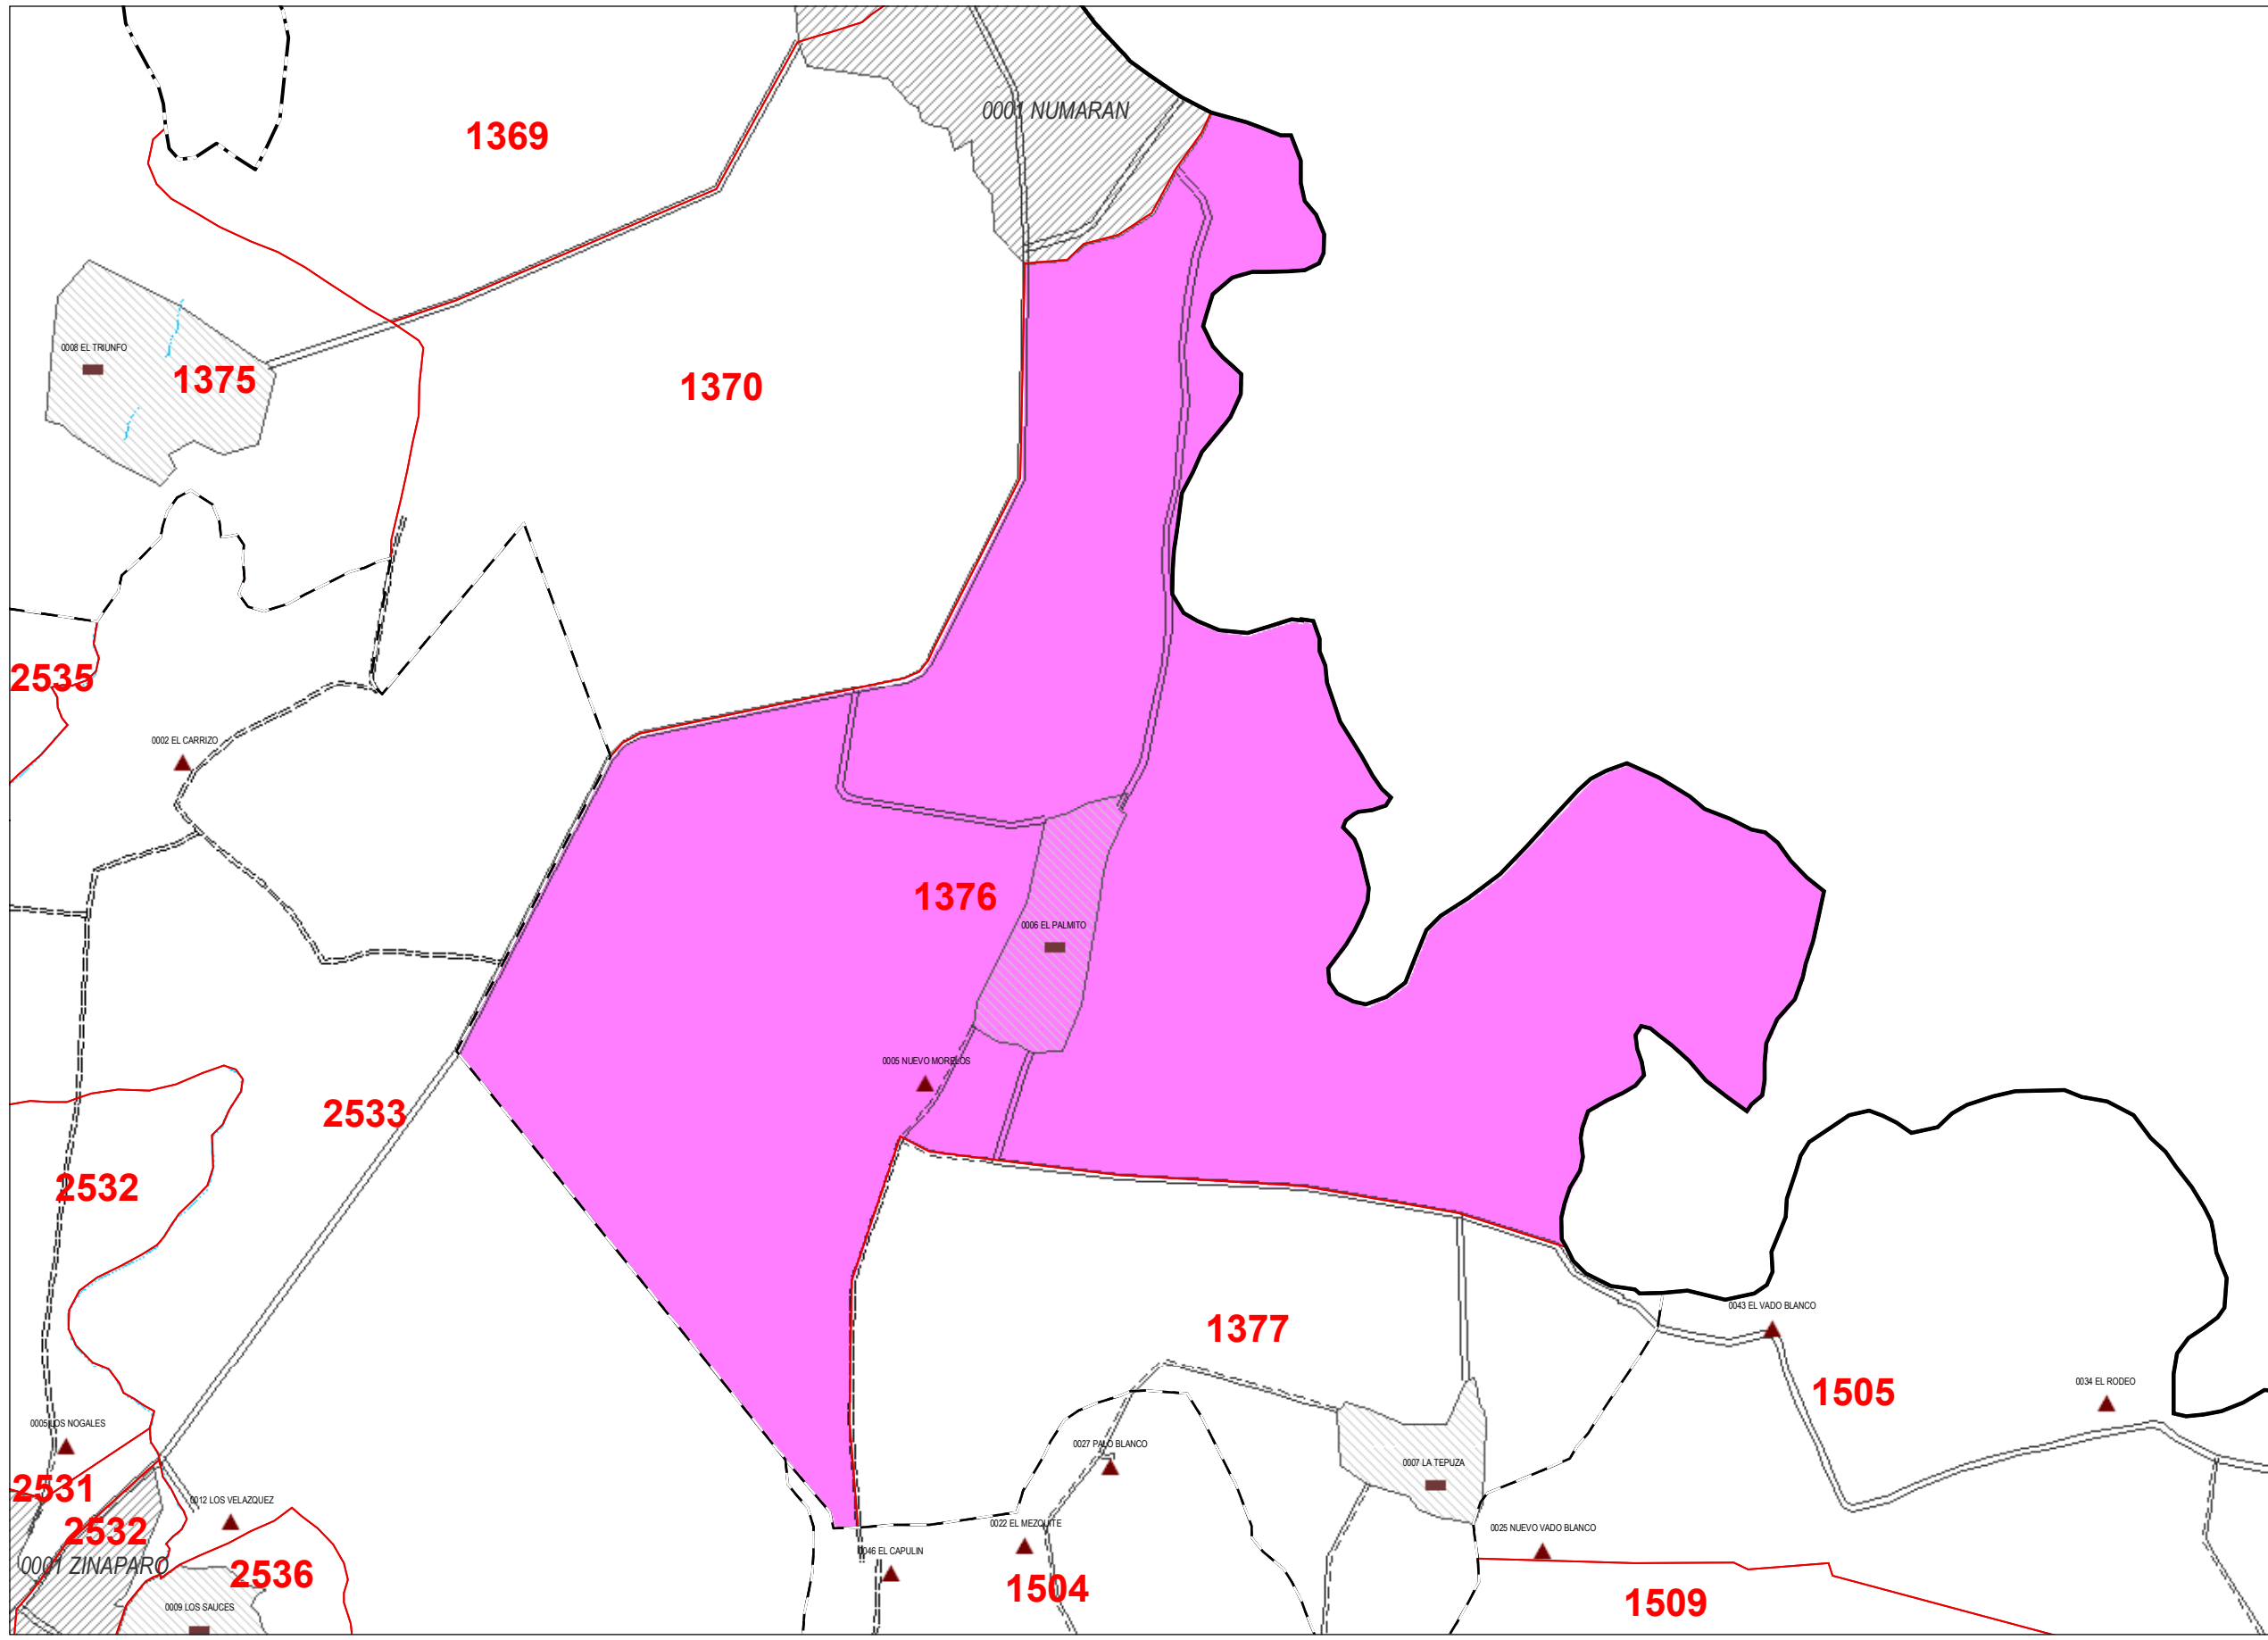 0001 NUMARAN
1369
0008 EL TRIUNFO
1375
1370
2535
0002 EL CARRIZO
1376
0006 EL PALMITO
0005 NUEVO MORELOS
2533
2532
1377
0043 EL VADO BLANCO
1505
0034 EL RODEO
0005 LOS NOGALES
0027 PALO BLANCO
0007 LA TEPUZA
2531
0012 LOS VELAZQUEZ
2532
0022 EL MEZQUITE
0025 NUEVO VADO BLANCO
0001 ZINAPARO
0046 EL CAPULIN
2536
1504
1509
0009 LOS SAUCES